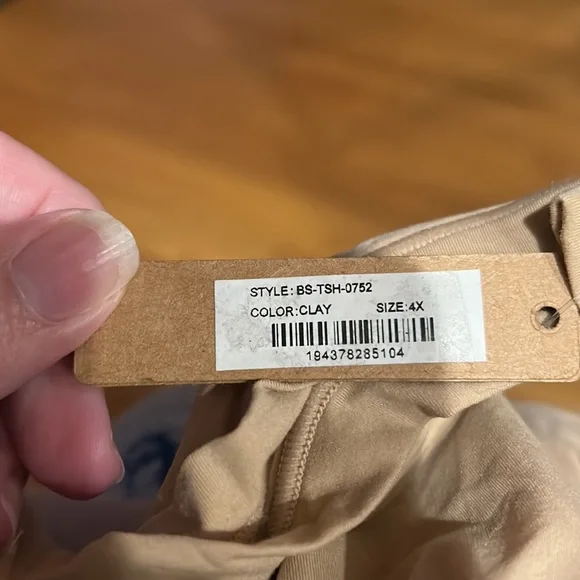 STYLE: BS-TSH-0752
COLOR: CLAY SIZE: 4X
194378285104